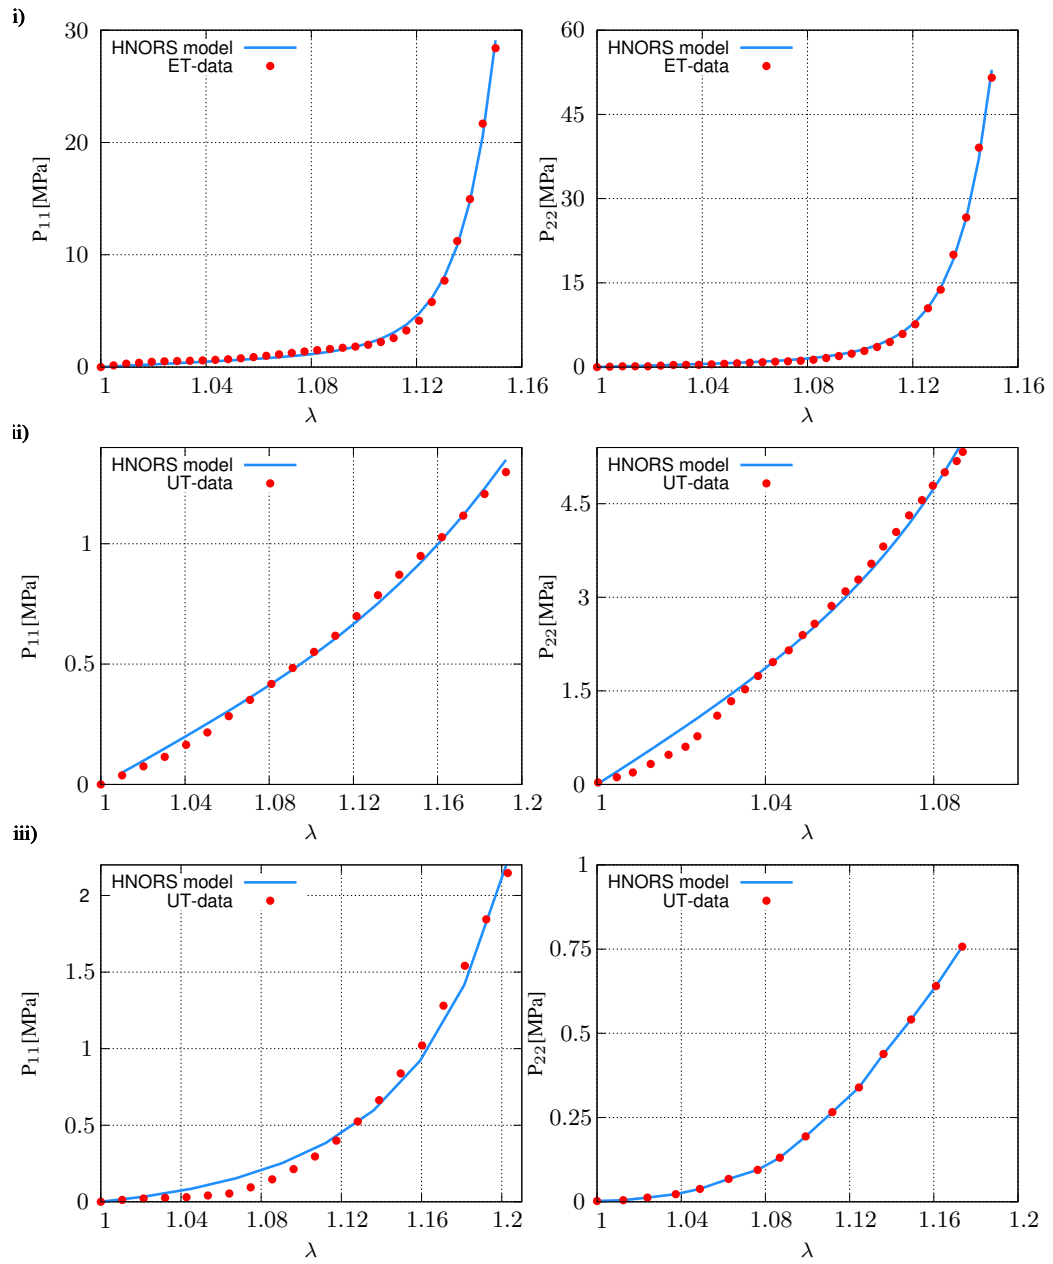 i)
HNORS model
ET-data
P11[MPa]
30
20
10
0
1 1.04 1.08 1.12 1.16
λ
HNORS model
ET-data
P22[MPa]
60
45
30
15
0
1 1.04 1.08 1.12 1.16
λ
ii)
HNORS model
UT-data
P11[MPa]
1
0.5
0
1 1.04 1.08 1.12 1.16 1.2
λ
HNORS model
UT-data
P22[MPa]
4.5
3
1.5
0
1 1.04 1.08
λ
iii)
HNORS model
UT-data
P11[MPa]
2
1.5
1
0.5
0
1 1.04 1.08 1.12 1.16 1.2
λ
HNORS model
UT-data
P22[MPa]
1
0.75
0.5
0.25
0
1 1.04 1.08 1.12 1.16 1.2
λ